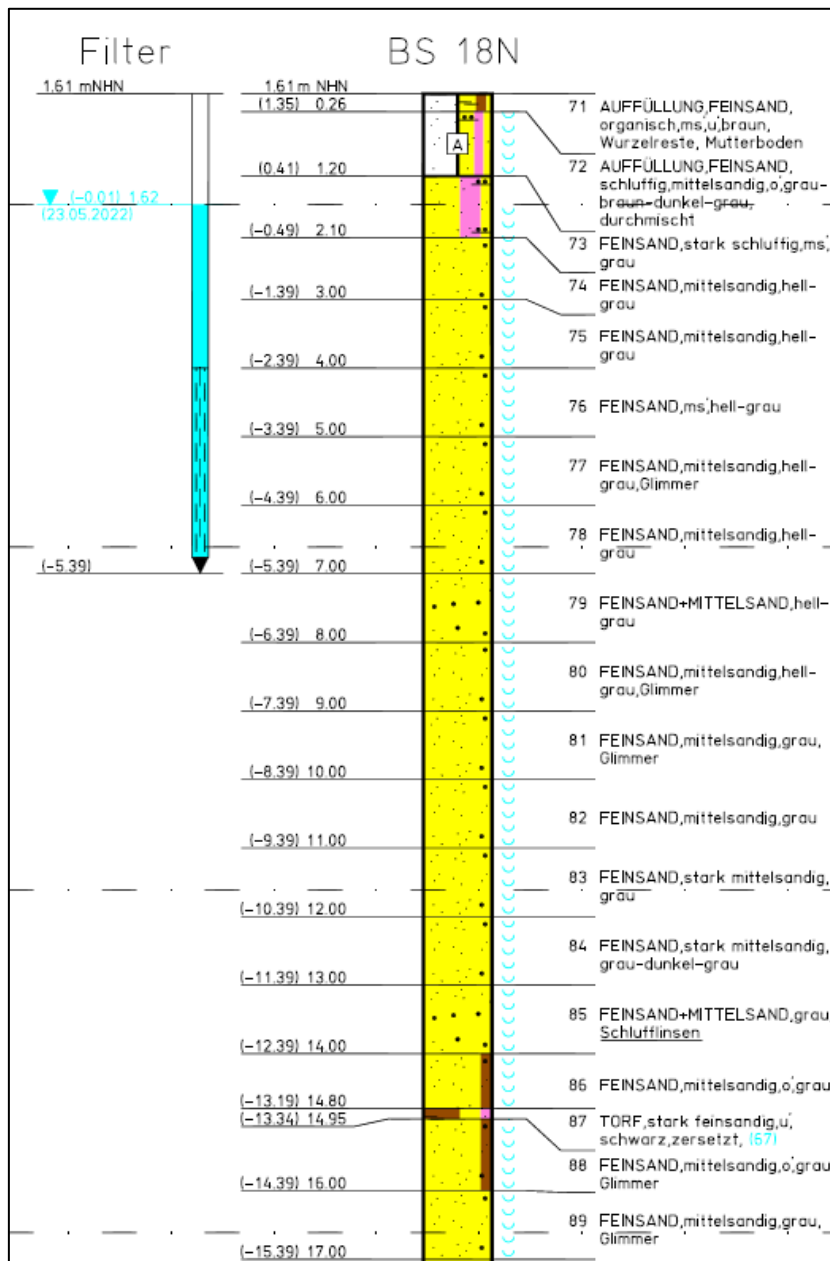 Filter
BS 18N
1.61 mNHN
1.61 m NHN
(1.35) 0.26
71 AUFFÜLLUNG,FEINSAND,
organisch,ms',u',braun,
Wurzelreste, Mutterboden
A
(0.41) 1.20
72 AUFFÜLLUNG,FEINSAND,
schluffig,mittelsandig,o',grau-
braun-dunkel-grau,
durchmischt
(-0.01) 1.62
(23.05.2022)
(-0.49) 2.10
73 FEINSAND,stark schluffig,ms',
grau
(-1.39) 3.00
74 FEINSAND,mittelsandig,hell-
grau
75 FEINSAND,mittelsandig,hell-
grau
(-2.39) 4.00
76 FEINSAND,ms',hell-grau
(-3.39) 5.00
77 FEINSAND,mittelsandig,hell-
grau,Glimmer
(-4.39) 6.00
78 FEINSAND,mittelsandig,hell-
grau
(-5.39)
(-5.39) 7.00
79 FEINSAND+MITTELSAND,hell-
grau
(-6.39) 8.00
80 FEINSAND,mittelsandig,hell-
grau,Glimmer
(-7.39) 9.00
81 FEINSAND,mittelsandig,grau,
Glimmer
(-8.39) 10.00
82 FEINSAND,mittelsandig,grau
(-9.39) 11.00
83 FEINSAND,stark mittelsandig,
grau
(-10.39) 12.00
84 FEINSAND,stark mittelsandig,
grau-dunkel-grau
(-11.39) 13.00
85 FEINSAND+MITTELSAND,grau
Schlufflinsen
(-12.39) 14.00
86 FEINSAND,mittelsandig,o',grau
(-13.19) 14.80
(-13.34) 14.95
87 TORF,stark feinsandig,u',
schwarz,zersetzt, (67)
88 FEINSAND,mittelsandig,o',grau
Glimmer
(-14.39) 16.00
89 FEINSAND,mittelsandig,grau,
Glimmer
(-15.39) 17.00